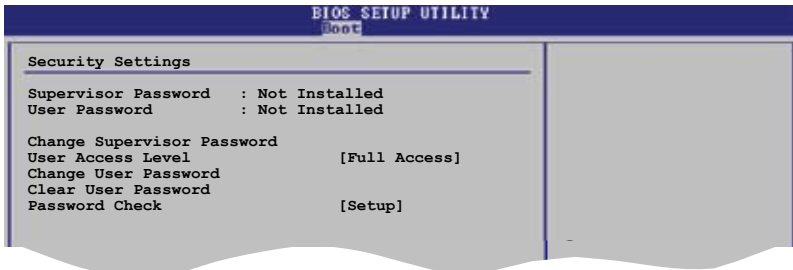 BIOS SETUP UTILITY
Boot
Security Settings
Supervisor Password : Not Installed
User Password : Not Installed
Change Supervisor Password
User Access Level [Full Access]
Change User Password
Clear User Password
Password Check [Setup]